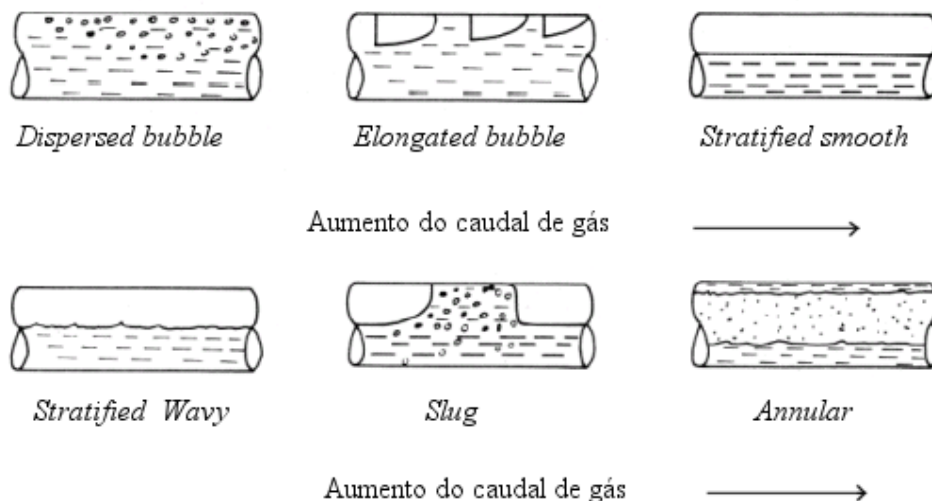 Dispersed bubble Elongated bubble Stratified smooth
Aumento do caudal de gás
Stratified Wavy Slug Annular
Aumento do caudal de gás